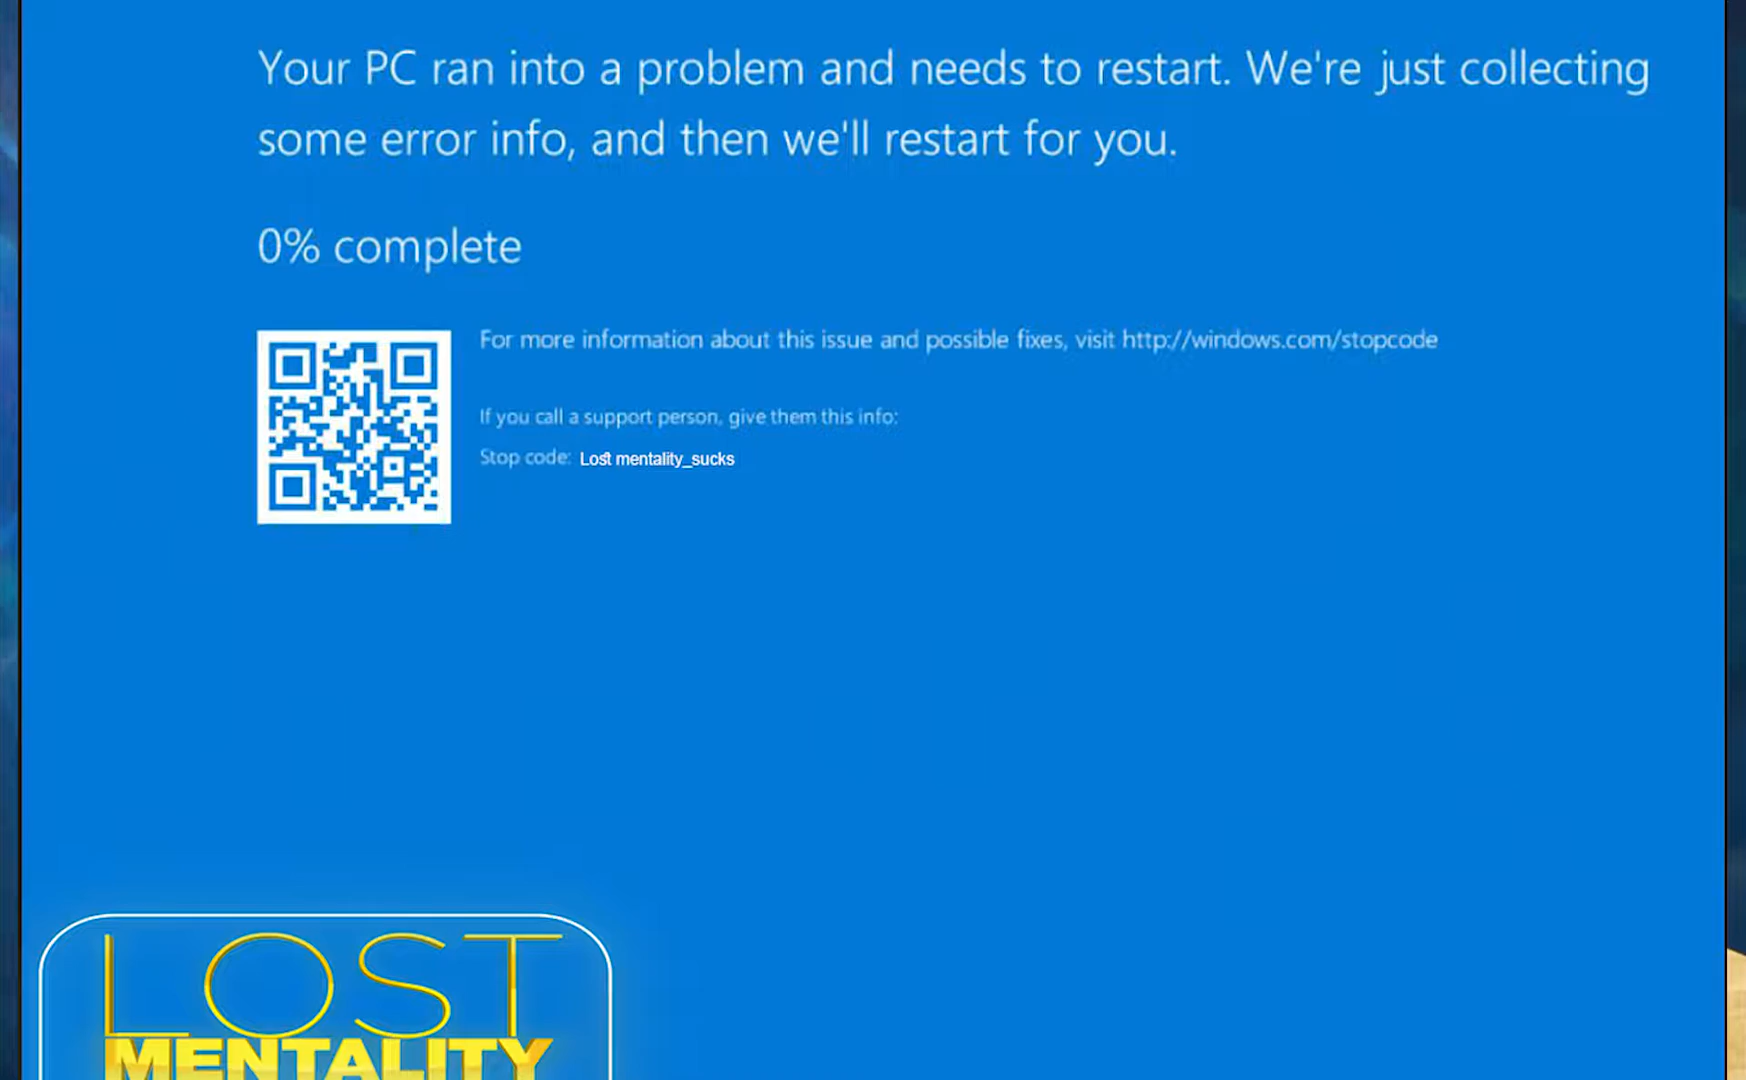 Your PC ran into a problem and needs to restart. We're just collecting
some error info, and then we'll restart for you.
0% complete
For more information about this issue and possible fixes, visit http://windows.com/stopcode
If you call a support person, give them this info:
Stop code: Lost mentality_sucks
LOST
MENTALITY